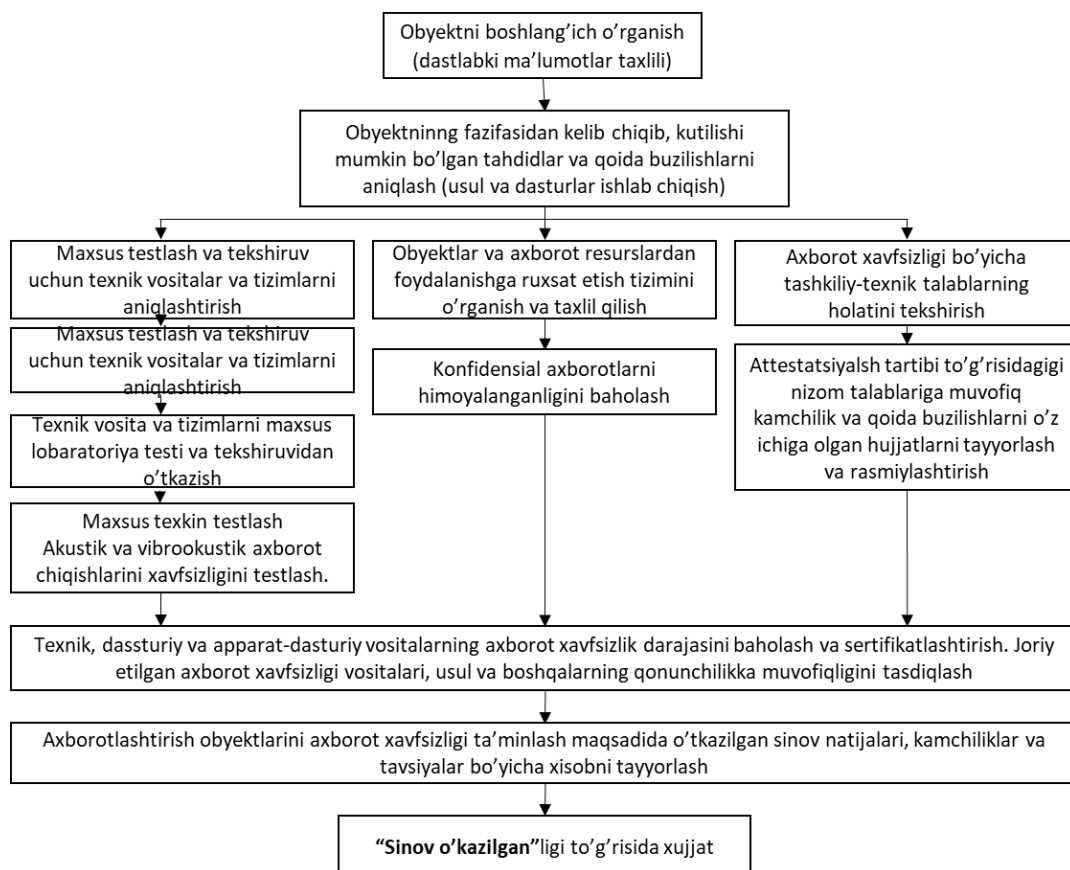 Obyektni boshlang’ich o’rganish
(dastlabki ma’lumotlar taxlili)
Obyektninng fazifasidan kelib chiqib, kutilishi
mumkin bo’lgan tahdidlar va qoida buzilishlarni
aniqlash (usul va dasturlar ishlab chiqish)
Maxsus testlash va tekshiruv
uchun texnik vositalar va tizimlarni
aniqlashtirish
Maxsus testlash va tekshiruv
uchun texnik vositalar va tizimlarni
aniqlashtirish
Texnik vosita va tizimlarni maxsus
lobaratoriya testi va tekshiruvidan
o’tkazish
Maxsus texkin testlash
Akustik va vibrookustik axborot
chiqishlarini xavfsizligini testlash.
Obyektlar va axborot resurslardan
foydalanishga ruxsat etish tizimini
o’rganish va taxlil qilish
Konfidensial axborotlarni
himoyalanganligini baholash
Axborot xavfsizligi bo’yicha
tashkiliy-texnik talablarning
holatini tekshirish
Attestatsiyalsh tartibi to’g’risidagigi
nizom talablariga muvofiq
kamchilik va qoida buzilishlarni o’z
ichiga olgan hujjatlarni tayyorlash
va rasmiylashtirish
Texnik, dassturiy va apparat-dasturiy vositalarning axborot xavfsizlik darajasini baholash va sertifikatlashtirish. Joriy
etilgan axborot xavfsizligi vositalari, usul va boshqalarning qonunchilikka muvofiqligini tasdiqlash
Axborotlashtirish obyektlarini axborot xavfsizligi ta’minlash maqsadida o’tkazilgan sinov natijalari, kamchiliklar va
tavsiyalar bo’yicha xisobni tayyorlash
“Sinov o’kazilgan”ligi to’g’risida xujjat